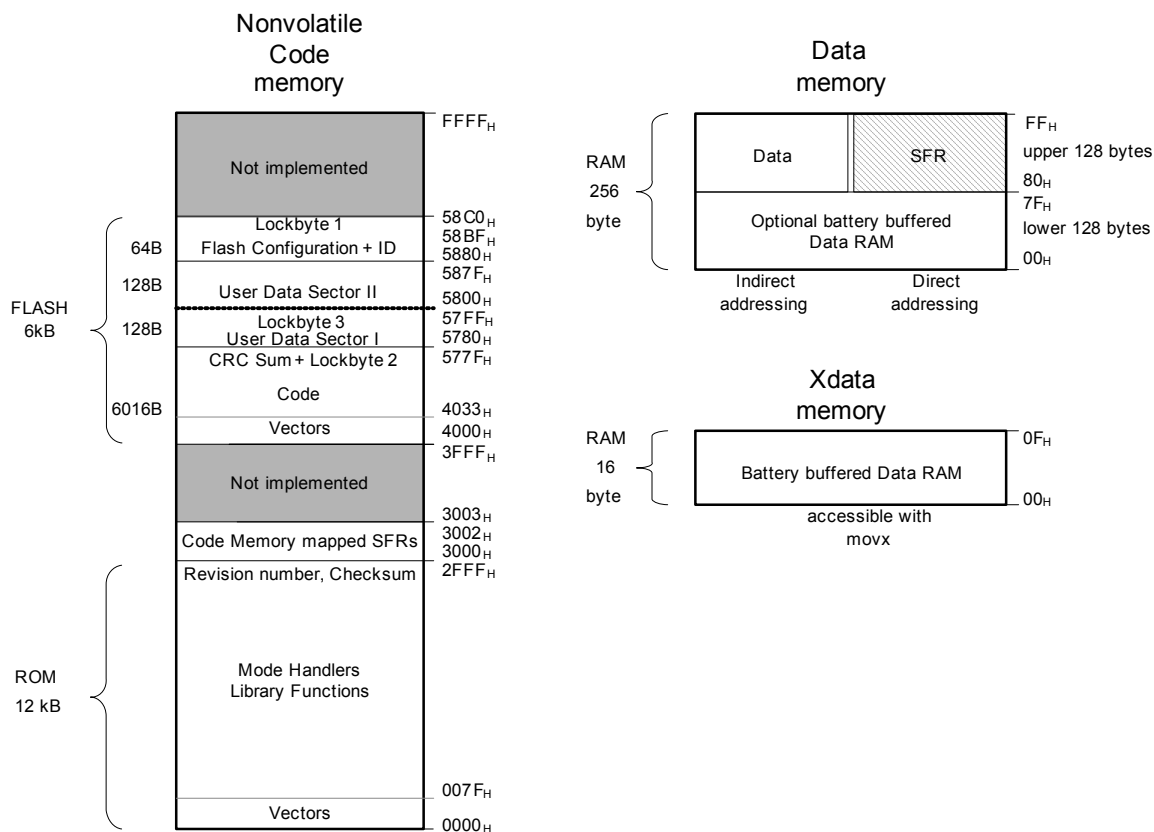 Nonvolatile
Code
memory
FFFFH
Not implemented
58C0H
Lockbyte 1
58BFH
64B
Flash Configuration + ID
5880H
587FH
128B
User Data Sector II
5800H
57FFH
FLASH
6kB
128B
Lockbyte 3
User Data Sector I
5780H
CRC Sum + Lockbyte 2
577FH
Code
6016B
4033H
Vectors
4000H
3FFFH
Not implemented
3003H
3002H
Code Memory mapped SFRs
3000H
Revision number, Checksum
2FFFH
Mode Handlers
Library Functions
ROM
12 kB
007FH
Vectors
0000H
Data
memory
RAM
256
byte
Data
SFR
FFH
upper 128 bytes
80H
7FH
Optional battery buffered
Data RAM
lower 128 bytes
00H
Indirect
addressing
Direct
addressing
Xdata
memory
RAM
16
byte
0FH
Battery buffered Data RAM
00H
accessible with
movx